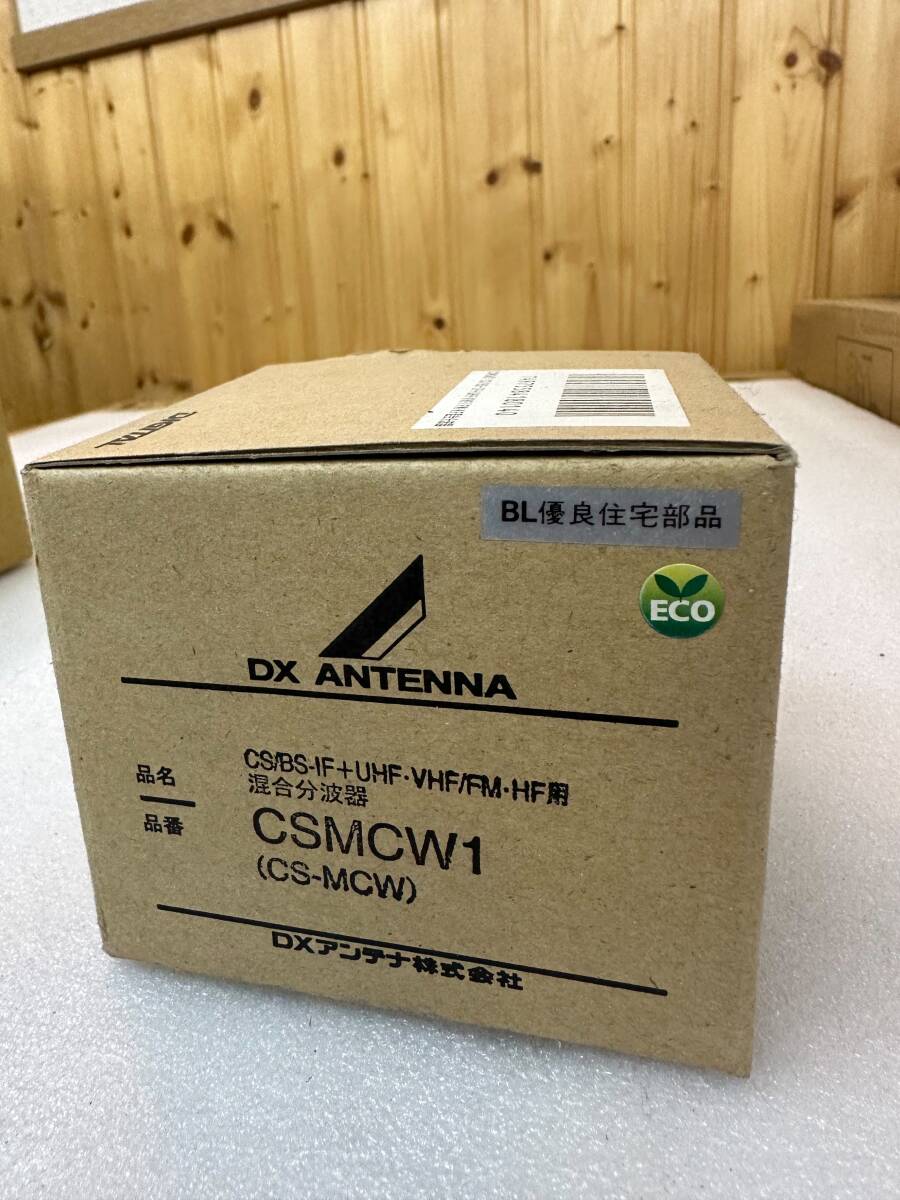 BL優良住宅部品
ECO
DX ANTENNA
品名
CS/BS-IF+UHF・VHF/FM・HF用
混合分波器
品番
CSMCW1
(CS-MCW)
DXアンテナ株式会社